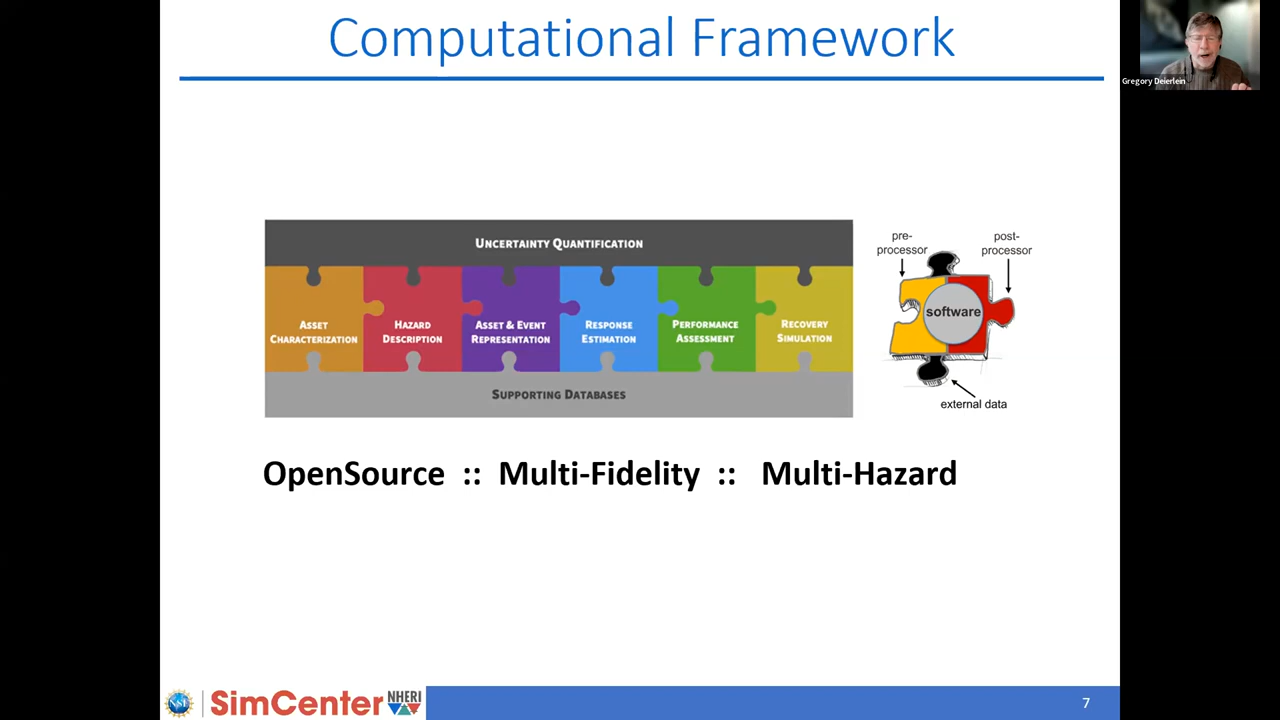 Computational Framework
Gregory Deierlein
UNCERTAINTY QUANTIFICATION
ASSET
CHARACTERIZATION
HAZARD
DESCRIPTION
ASSET & EVENT
REPRESENTATION
RESPONSE
ESTIMATION
PERFORMANCE
ASSESSMENT
RECOVERY
SIMULATION
SUPPORTING DATABASES
pre-
processor
post-
processor
software
external data
OpenSource :: Multi-Fidelity :: Multi-Hazard
NSF
SimCenter
NHERI
7